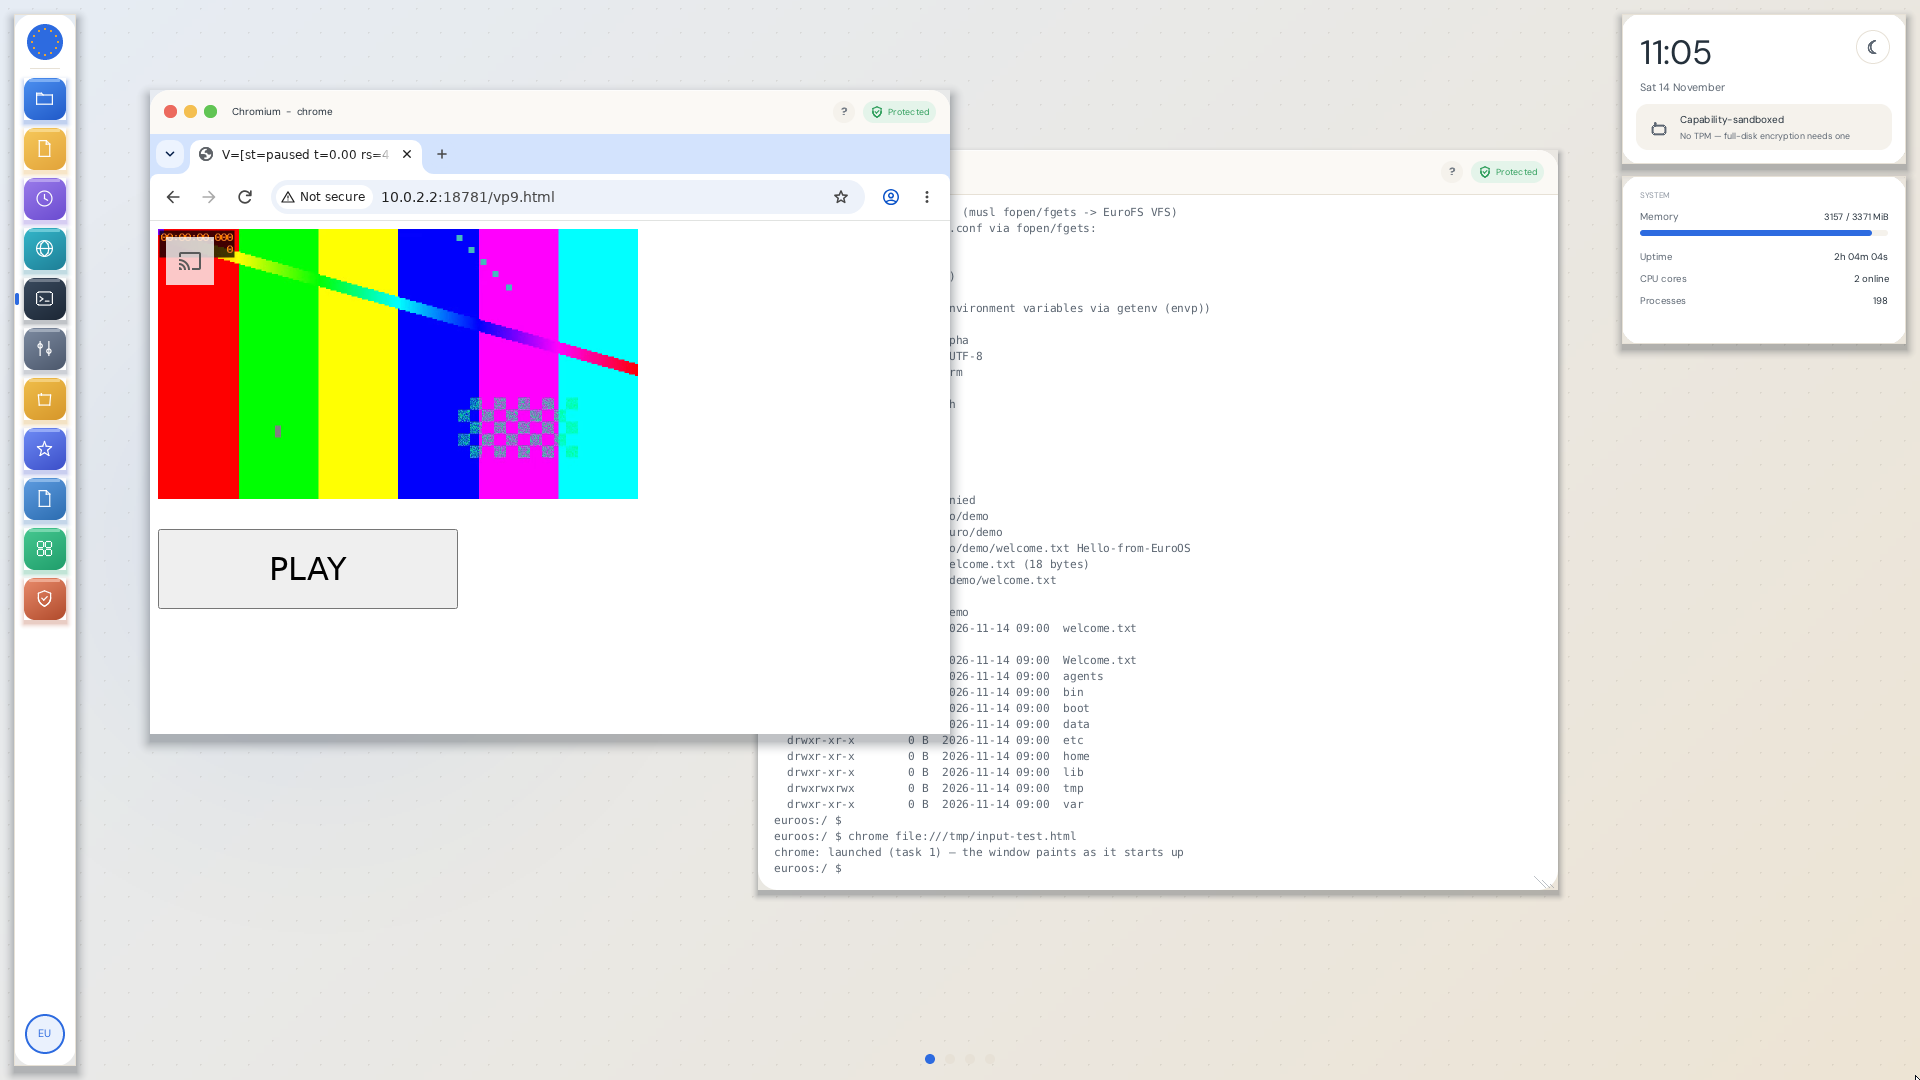 Chromium - chrome
?
Protected
V=[st=paused t=0.00 rs=4
Not secure
10.0.2.2:18781/vp9.html
00:00:00.000
0
PLAY
?
Protected
(musl fopen/fgets -> EuroFS VFS)
.conf via fopen/fgets:
)
nvironment variables via getenv (envp))
pha
UTF-8
rm
h
nied
o/demo
uro/demo
o/demo/welcome.txt Hello-from-EuroOS
elcome.txt (18 bytes)
demo/welcome.txt
emo
026-11-14 09:00  welcome.txt
026-11-14 09:00  Welcome.txt
026-11-14 09:00  agents
026-11-14 09:00  bin
026-11-14 09:00  boot
026-11-14 09:00  data
drwxr-xr-x        0 B  2026-11-14 09:00  etc
drwxr-xr-x        0 B  2026-11-14 09:00  home
drwxr-xr-x        0 B  2026-11-14 09:00  lib
drwxrwxrwx        0 B  2026-11-14 09:00  tmp
drwxr-xr-x        0 B  2026-11-14 09:00  var
euroos:/ $
euroos:/ $ chrome file:///tmp/input-test.html
chrome: launched (task 1) — the window paints as it starts up
euroos:/ $
11:05
Sat 14 November
Capability-sandboxed
No TPM — full-disk encryption needs one
SYSTEM
Memory 3157 / 3371 MiB
Uptime 2h 04m 04s
CPU cores 2 online
Processes 198
EU